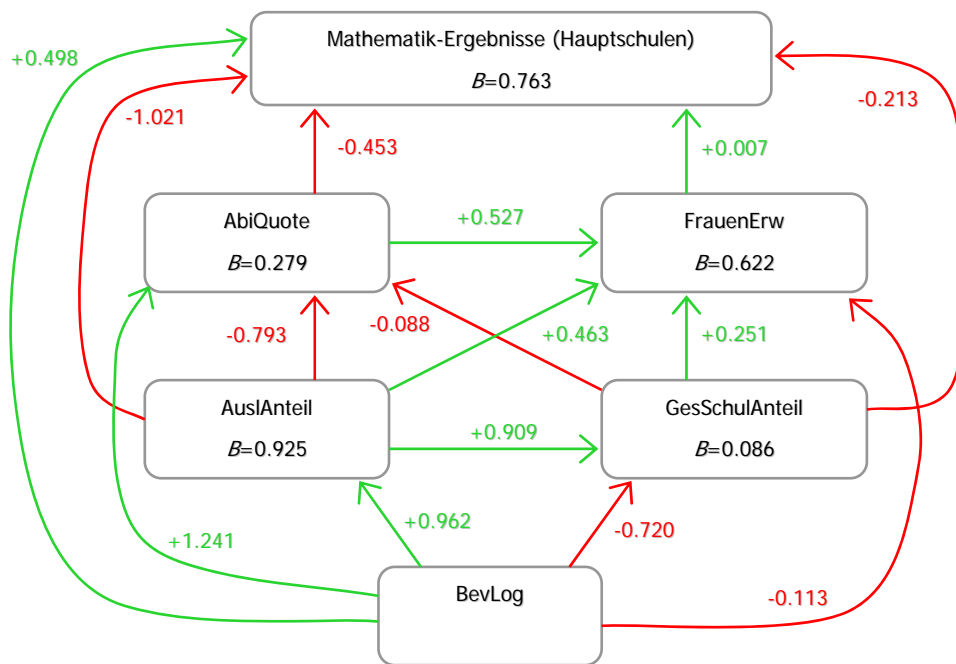 Mathematik-Ergebnisse (Hauptschulen)
B=0.763
+0.498
-1.021
-0.213
-0.453
+0.007
AbiQuote
B=0.279
+0.527
FrauenErw
B=0.622
-0.793
-0.088
+0.463
+0.251
AuslAnteil
B=0.925
+0.909
GesSchulAnteil
B=0.086
+0.962
-0.720
+1.241
BevLog
-0.113